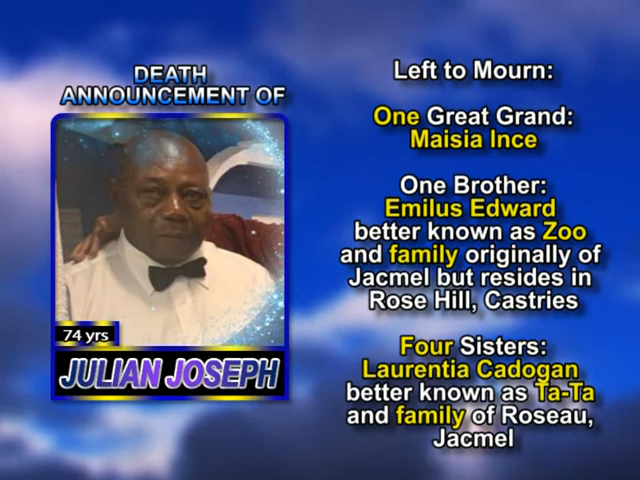 DEATH
ANNOUNCEMENT OF
74 yrs
JULIAN JOSEPH
Left to Mourn:
One Great Grand:
Maisia Ince
One Brother:
Emilus Edward
better known as Zoo
and family originally of
Jacmel but resides in
Rose Hill, Castries
Four Sisters:
Laurentia Cadogan
better known as Ta-Ta
and family of Roseau,
Jacmel